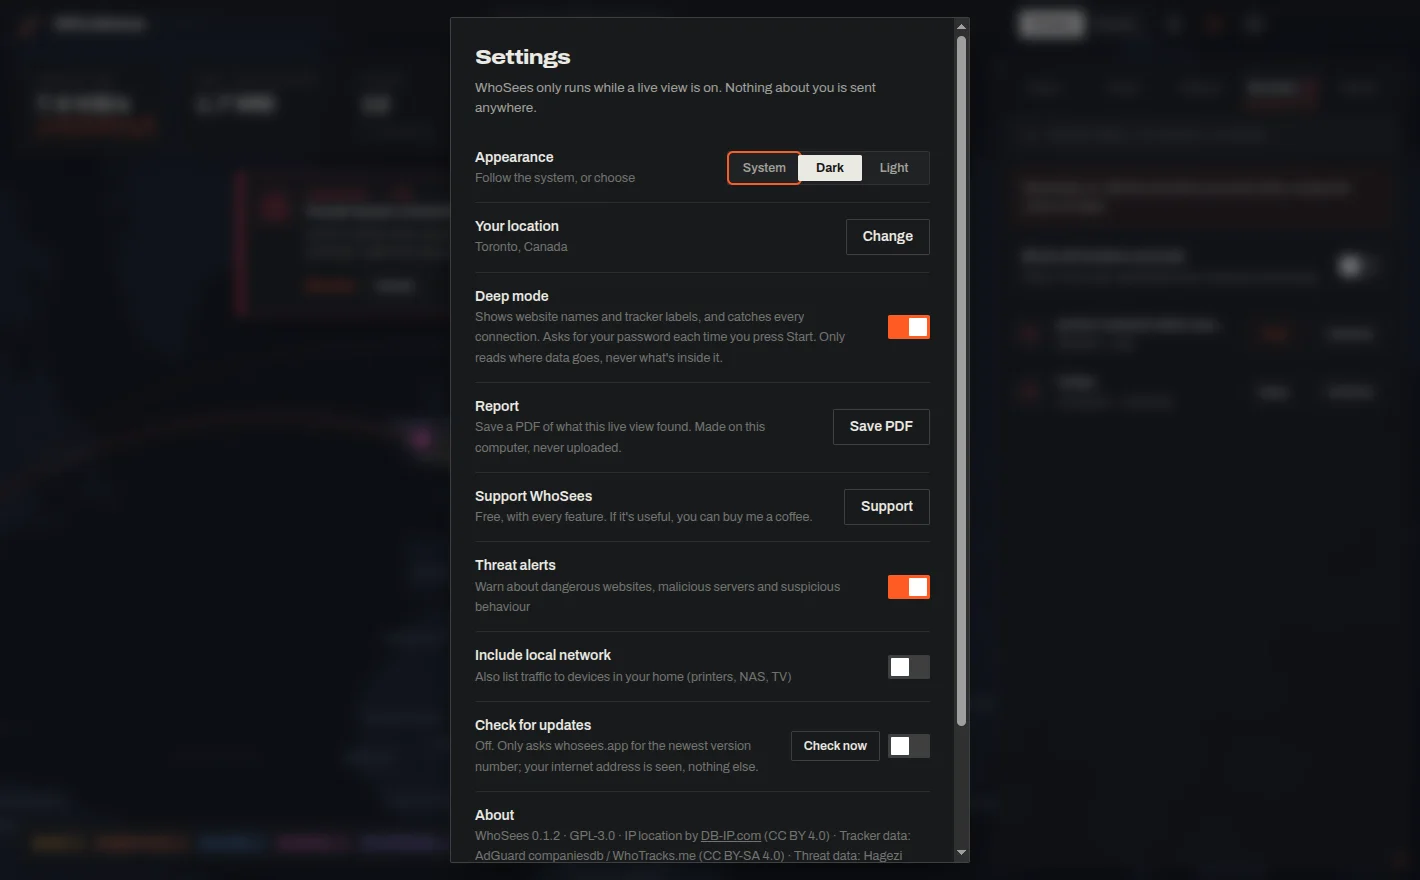 Settings
WhoSees only runs while a live view is on. Nothing about you is sent
anywhere.
Appearance
Follow the system, or choose
System
Dark
Light
Your location
Toronto, Canada
Change
Deep mode
Shows website names and tracker labels, and catches every
connection. Asks for your password each time you press Start. Only
reads where data goes, never what's inside it.
Report
Save a PDF of what this live view found. Made on this
computer, never uploaded.
Save PDF
Support WhoSees
Free, with every feature. If it's useful, you can buy me a coffee.
Support
Threat alerts
Warn about dangerous websites, malicious servers and suspicious
behaviour
Include local network
Also list traffic to devices in your home (printers, NAS, TV)
Check for updates
Off. Only asks whosees.app for the newest version
number; your internet address is seen, nothing else.
Check now
About
WhoSees 0.1.2 · GPL-3.0 · IP location by DB-IP.com (CC BY 4.0) · Tracker data:
AdGuard companiesdb / WhoTracks.me (CC BY-SA 4.0) · Threat data: Hagezi